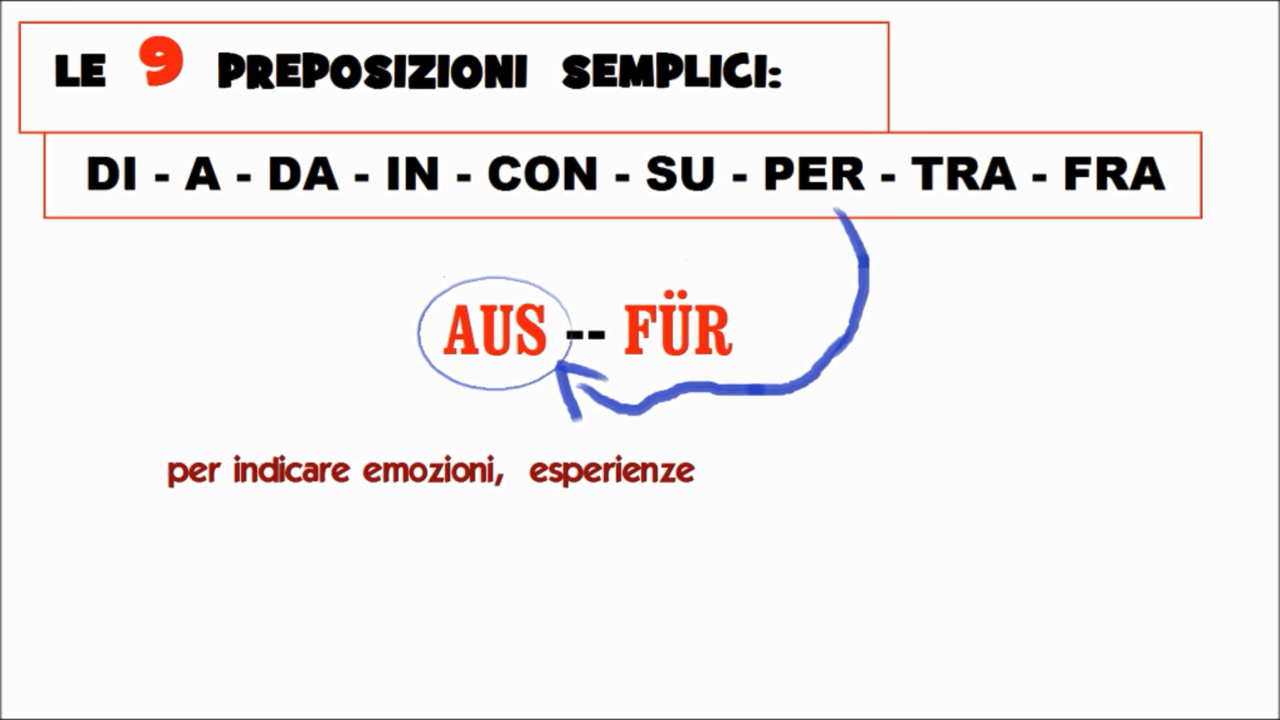 LE 9 PREPOSIZIONI SEMPLICI:
DI - A - DA - IN - CON - SU - PER - TRA - FRA
AUS -- FÜR
per indicare emozioni, esperienze